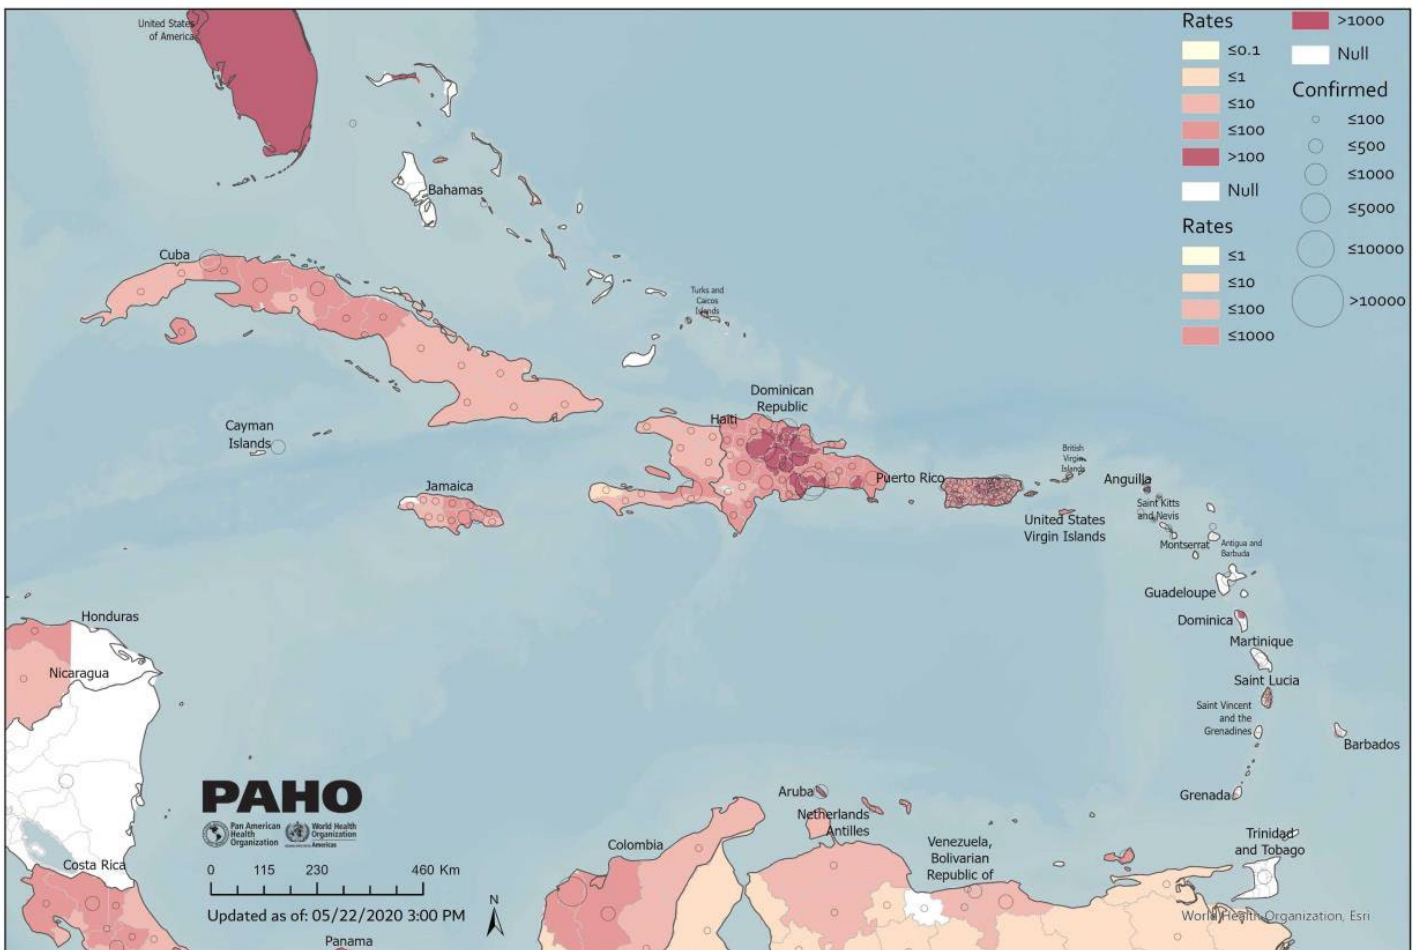 United States
of America
Bahamas
Cuba
Turks and
Caicos
Islands
Dominican
Republic
Haiti
Cayman
Islands
Jamaica
Puerto Rico
British
Virgin
Islands
United States
Virgin Islands
Anguilla
Saint Kitts
and Nevis
Montserrat
Antigua and
Barbuda
Guadeloupe
Dominica
Martinique
Saint Lucia
Saint Vincent
and the
Grenadines
Barbados
Grenada
Trinidad
and Tobago
Honduras
Nicaragua
Costa Rica
Panama
Colombia
Aruba
Netherlands
Antilles
Venezuela,
Bolivarian
Republic of
Rates
≤0.1
≤1
≤10
≤100
>100
Null
Rates
≤1
≤10
≤100
≤1000
>1000
Null
Confirmed
≤100
≤500
≤1000
≤5000
≤10000
>10000
PAHO
Pan American
Health
Organization
World Health
Organization
Americas
0 115 230 460 Km
Updated as of: 05/22/2020 3:00 PM
N
World Health Organization, Esri